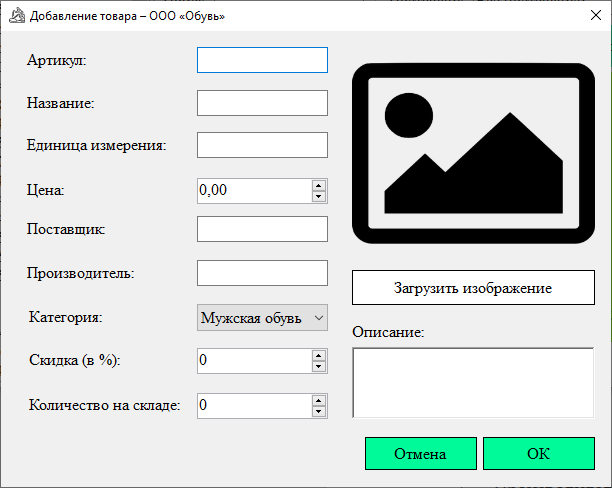 Добавление товара – ООО «Обувь»
Артикул:
Название:
Единица измерения:
Цена: 0,00
Поставщик:
Производитель:
Категория: Мужская обувь
Скидка (в %): 0
Количество на складе: 0
Загрузить изображение
Описание:
Отмена ОК